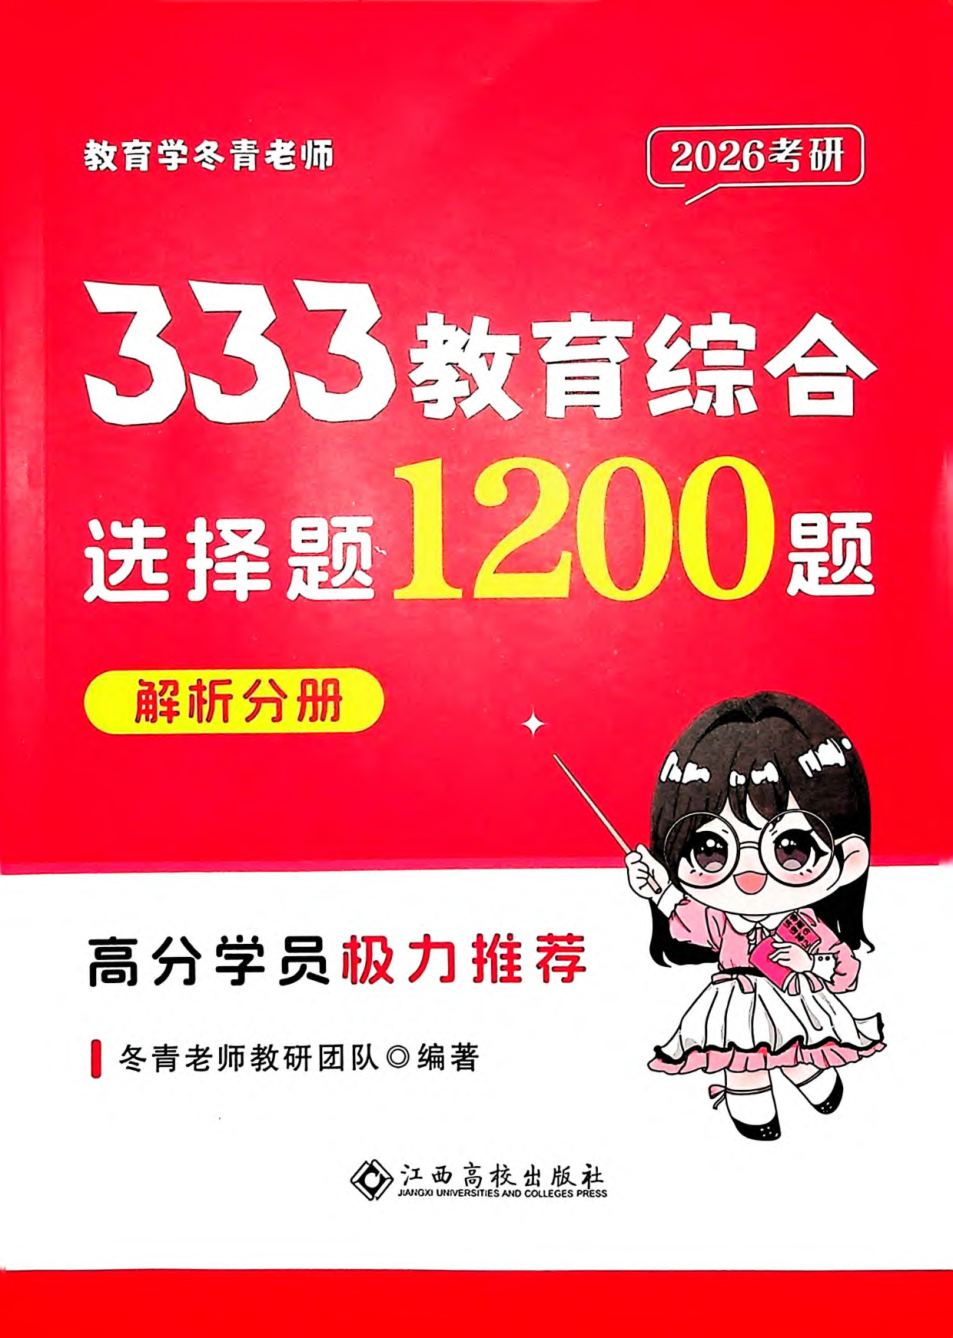 教育学冬青老师
2026考研
333教育综合
选择题1200题
解析分册
高分学员极力推荐
冬青老师教研团队◎编著
江西高校出版社
JIANGXI UNIVERSITIES AND COLLEGES PRESS